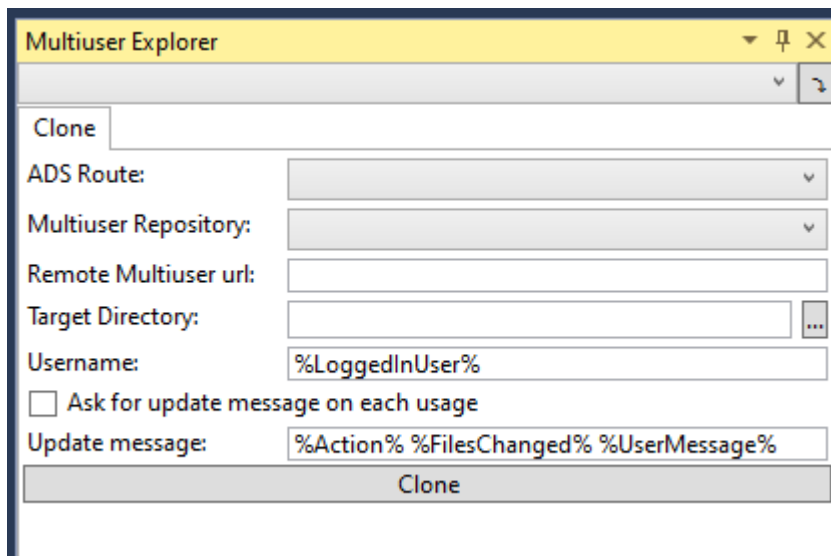 Multiuser Explorer
Clone
ADS Route:
Multiuser Repository:
Remote Multiuser url:
Target Directory:
...
Username: %LoggedInUser%
Ask for update message on each usage
Update message: %Action% %FilesChanged% %UserMessage%
Clone